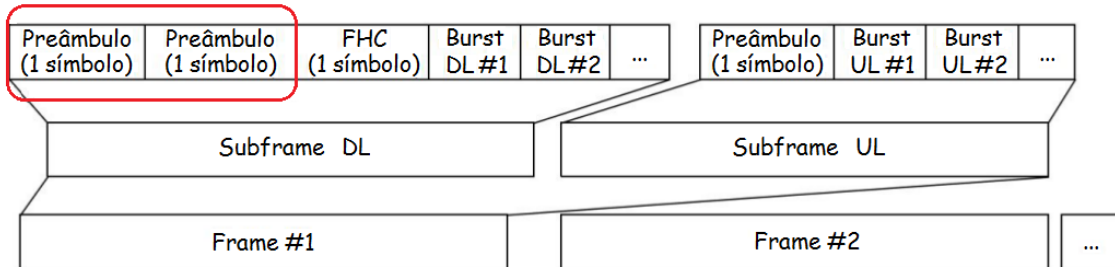 Preâmbulo Preâmbulo FHC Burst Burst ... Preâmbulo Burst Burst ...
(1 símbolo) (1 símbolo) (1 símbolo) DL#1 DL#2 (1 símbolo) UL#1 UL#2
Subframe DL Subframe UL
Frame #1 Frame #2 ...